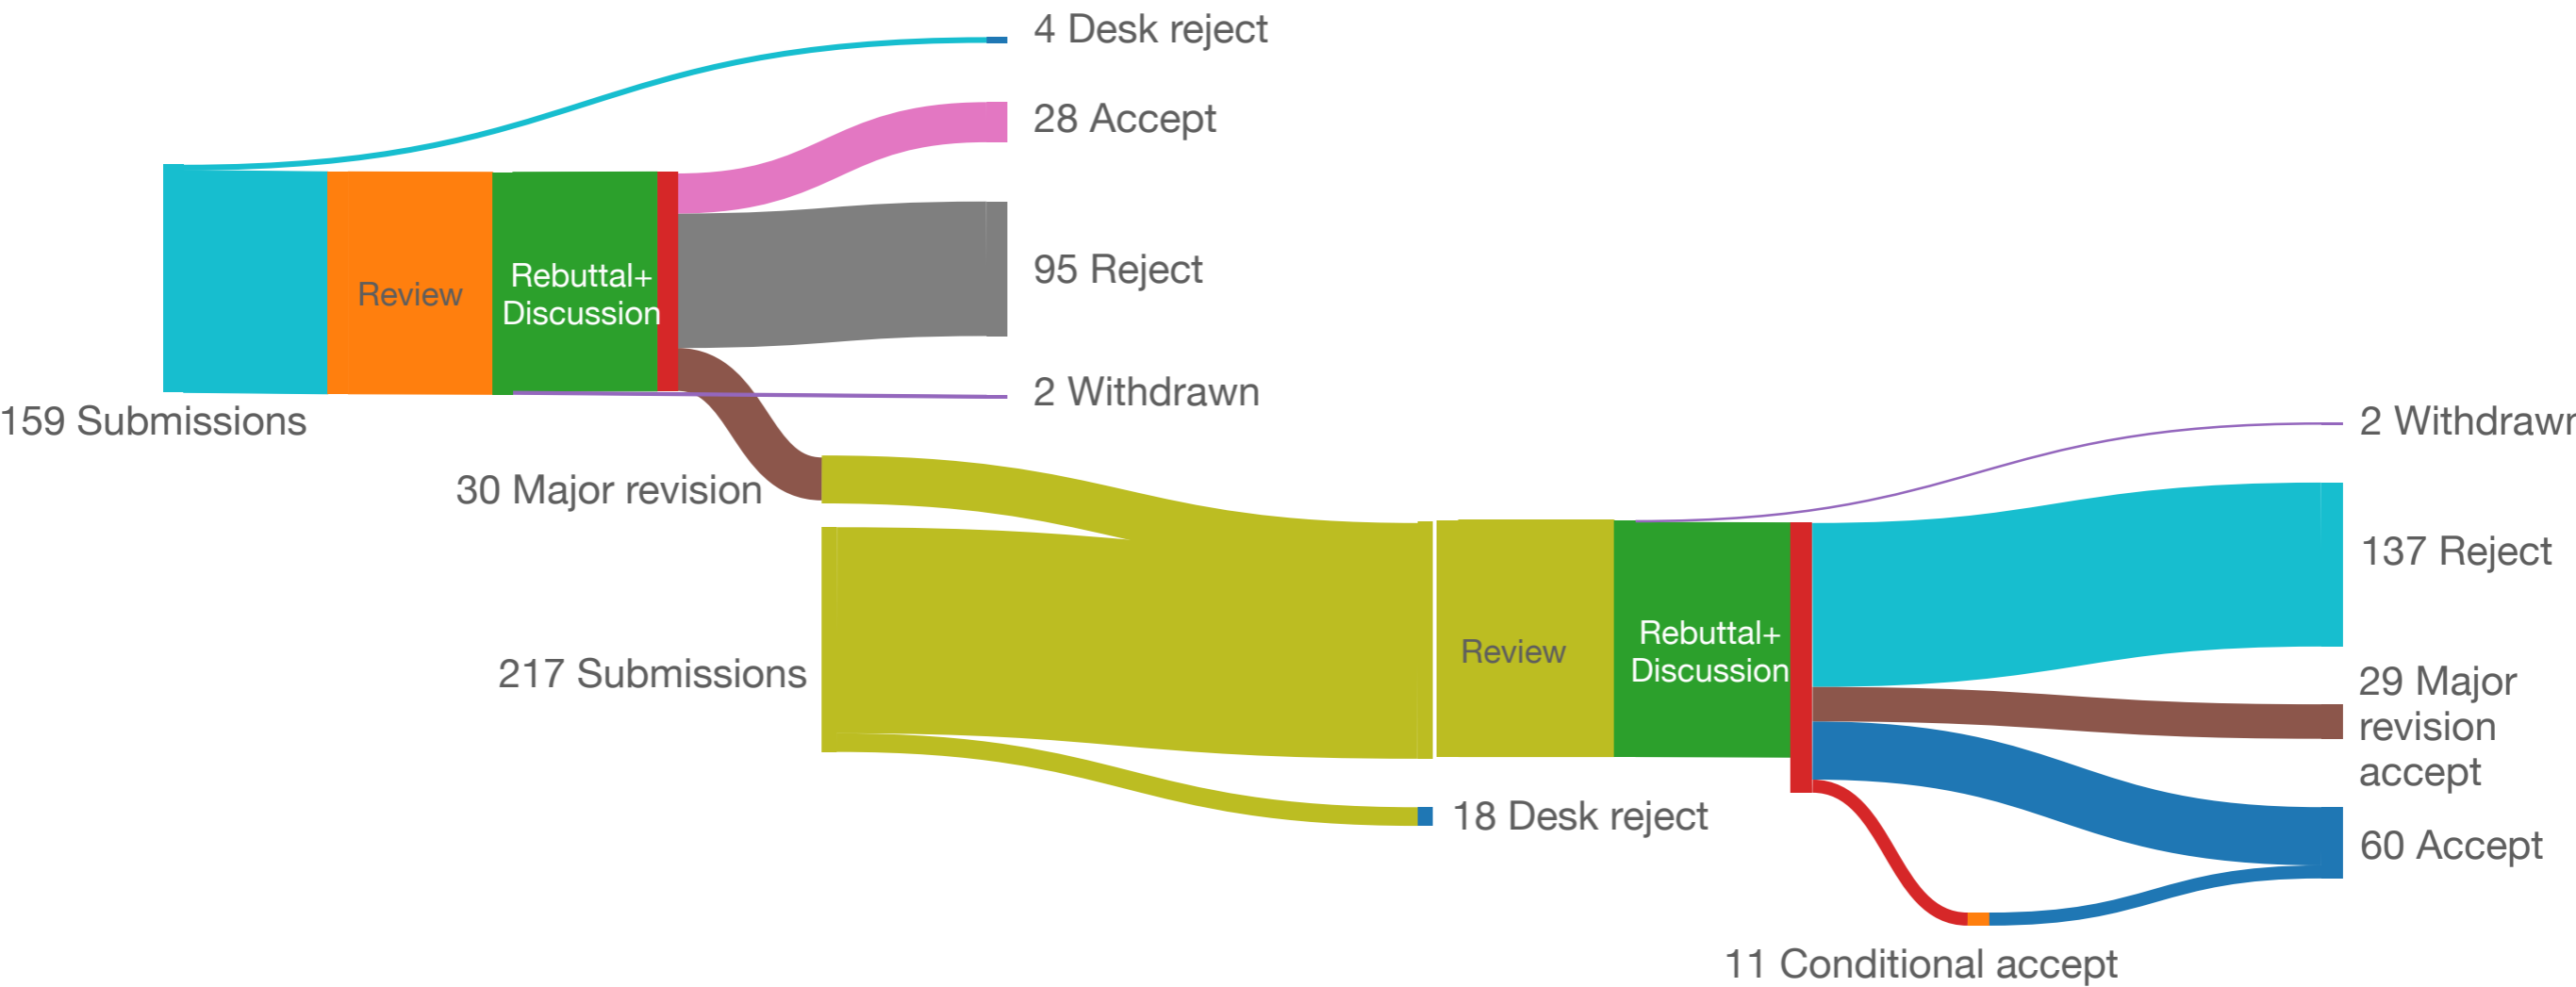 4 Desk reject
28 Accept
95 Reject
2 Withdrawn
Review
Rebuttal+
Discussion
159 Submissions
30 Major revision
217 Submissions
18 Desk reject
Review
Rebuttal+
Discussion
2 Withdrawn
137 Reject
29 Major
revision
accept
60 Accept
11 Conditional accept